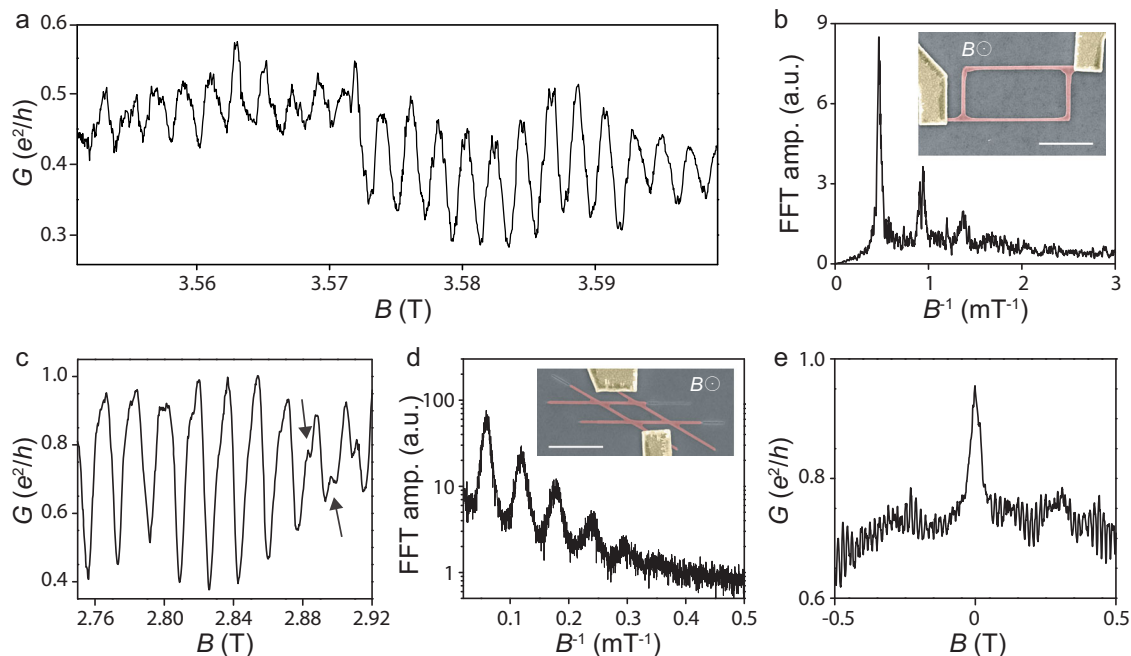 a
0.6
0.5
0.4
0.3
G (e²/h)
3.56
3.57
3.58
3.59
B (T)
b
9
6
3
0
FFT amp. (a.u.)
B⊙
0
1
2
3
B⁻¹ (mT⁻¹)
c
1.0
0.8
0.6
0.4
G (e²/h)
2.76
2.80
2.84
2.88
2.92
B (T)
d
100
10
1
FFT amp. (a.u.)
B⊙
0.1
0.2
0.3
0.4
0.5
B⁻¹ (mT⁻¹)
e
1.0
0.9
0.8
0.6
G (e²/h)
-0.5
0
0.5
B (T)